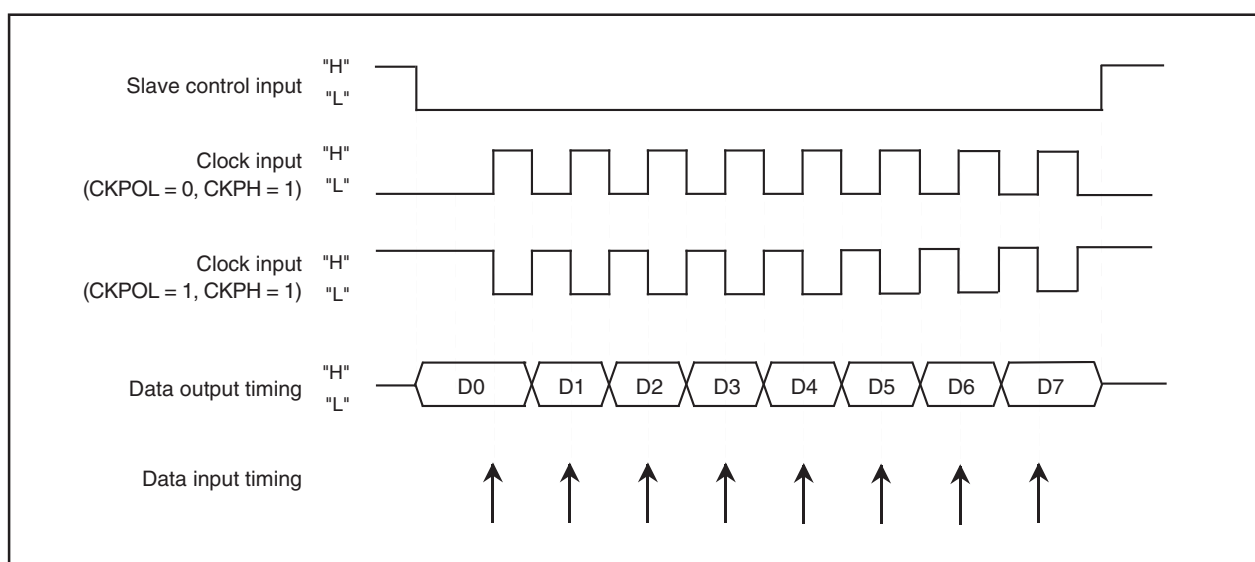 Slave control input "H"
"L"
Clock input "H"
(CKPOL = 0, CKPH = 1) "L"
Clock input "H"
(CKPOL = 1, CKPH = 1) "L"
Data output timing "H"
"L"
D0 D1 D2 D3 D4 D5 D6 D7
Data input timing